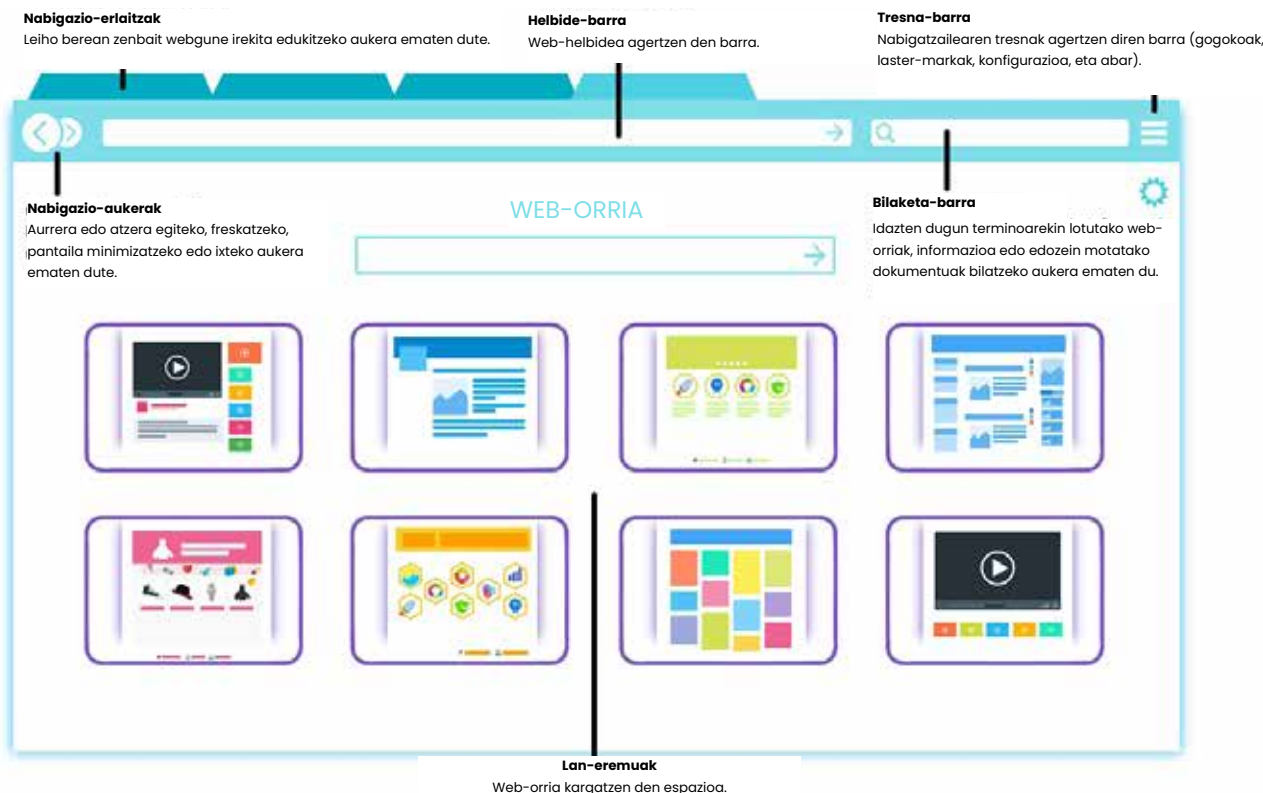 Nabigazio-erlaitzak
Leiho berean zenbait webgune irekita edukitzeko aukera ematen dute.
Helbide-barra
Web-helbidea agertzen den barra.
Tresna-barra
Nabigatzailearen tresnak agertzen diren barra (gogokoak,
laster-markak, konfigurazioa, eta abar).
Nabigazio-aukerak
Aurrera edo atzera egiteko, freskatzeko,
pantaila minimizatzeko edo ixteko aukera
ematen dute.
WEB-ORRIA
Bilaketa-barra
Idazten dugun terminoarekin lotutako web-
orriak, informazioa edo edozein motatako
dokumentuak bilatzeko aukera ematen du.
Lan-eremuak
Web-orria kargatzen den espazioa.